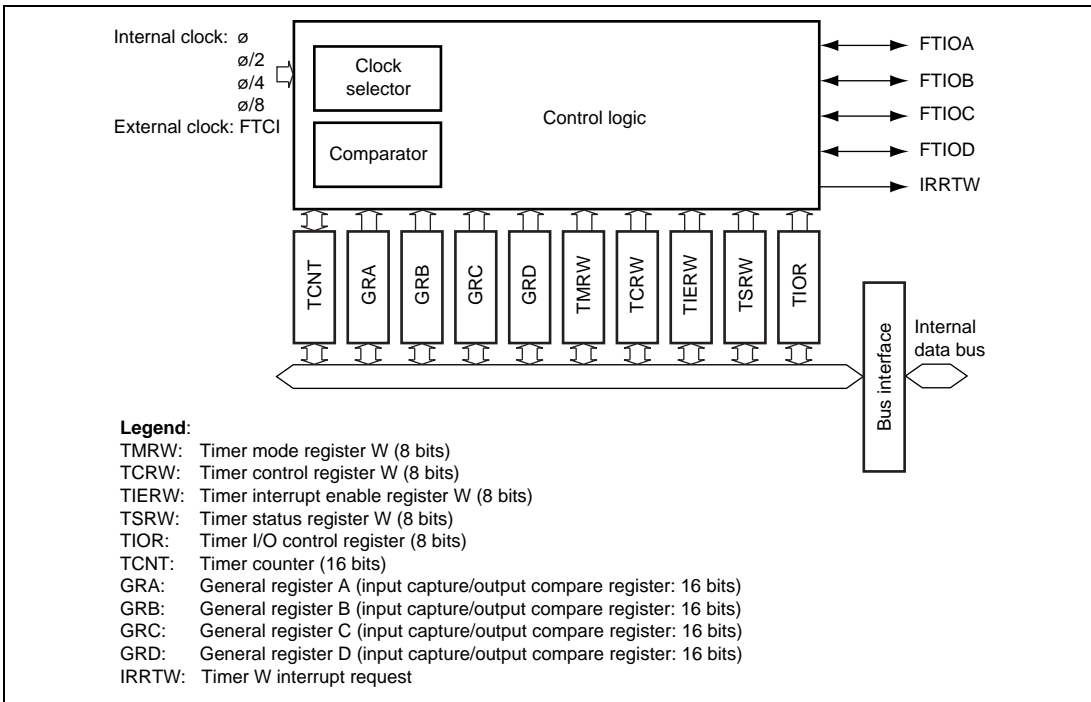 Internal clock: ø
ø/2
ø/4
ø/8
External clock: FTCI
Clock
selector
Comparator
Control logic
FTIOA
FTIOB
FTIOC
FTIOD
IRRTW
TCNT
GRA
GRB
GRC
GRD
TMRW
TCRW
TIERW
TSRW
TIOR
Bus interface
Internal
data bus
Legend:
TMRW: Timer mode register W (8 bits)
TCRW: Timer control register W (8 bits)
TIERW: Timer interrupt enable register W (8 bits)
TSRW: Timer status register W (8 bits)
TIOR: Timer I/O control register (8 bits)
TCNT: Timer counter (16 bits)
GRA: General register A (input capture/output compare register: 16 bits)
GRB: General register B (input capture/output compare register: 16 bits)
GRC: General register C (input capture/output compare register: 16 bits)
GRD: General register D (input capture/output compare register: 16 bits)
IRRTW: Timer W interrupt request